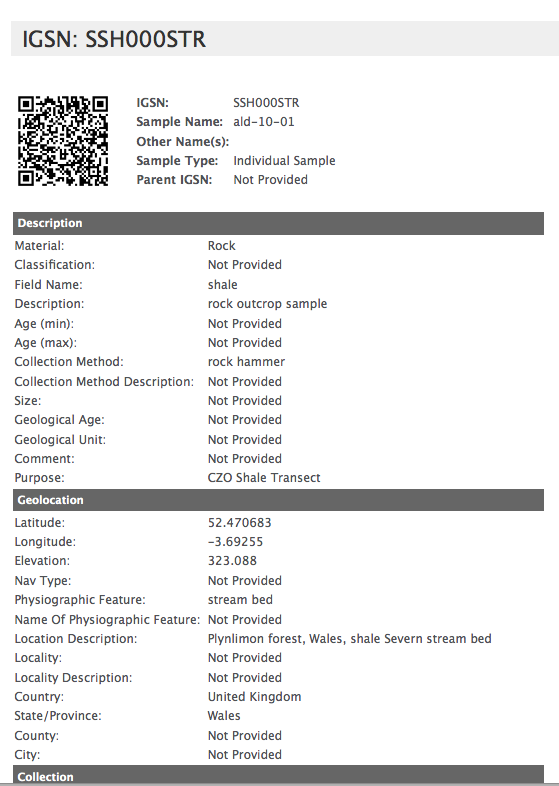 IGSN: SSH000STR
IGSN: SSH000STR
Sample Name: ald-10-01
Other Name(s):
Sample Type: Individual Sample
Parent IGSN: Not Provided
Description
Material: Rock
Classification: Not Provided
Field Name: shale
Description: rock outcrop sample
Age (min): Not Provided
Age (max): Not Provided
Collection Method: rock hammer
Collection Method Description: Not Provided
Size: Not Provided
Geological Age: Not Provided
Geological Unit: Not Provided
Comment: Not Provided
Purpose: CZO Shale Transect
Geolocation
Latitude: 52.470683
Longitude: -3.69255
Elevation: 323.088
Nav Type: Not Provided
Physiographic Feature: stream bed
Name Of Physiographic Feature: Not Provided
Location Description: Plynlimon forest, Wales, shale Severn stream bed
Locality: Not Provided
Locality Description: Not Provided
Country: United Kingdom
State/Province: Wales
County: Not Provided
City: Not Provided
Collection